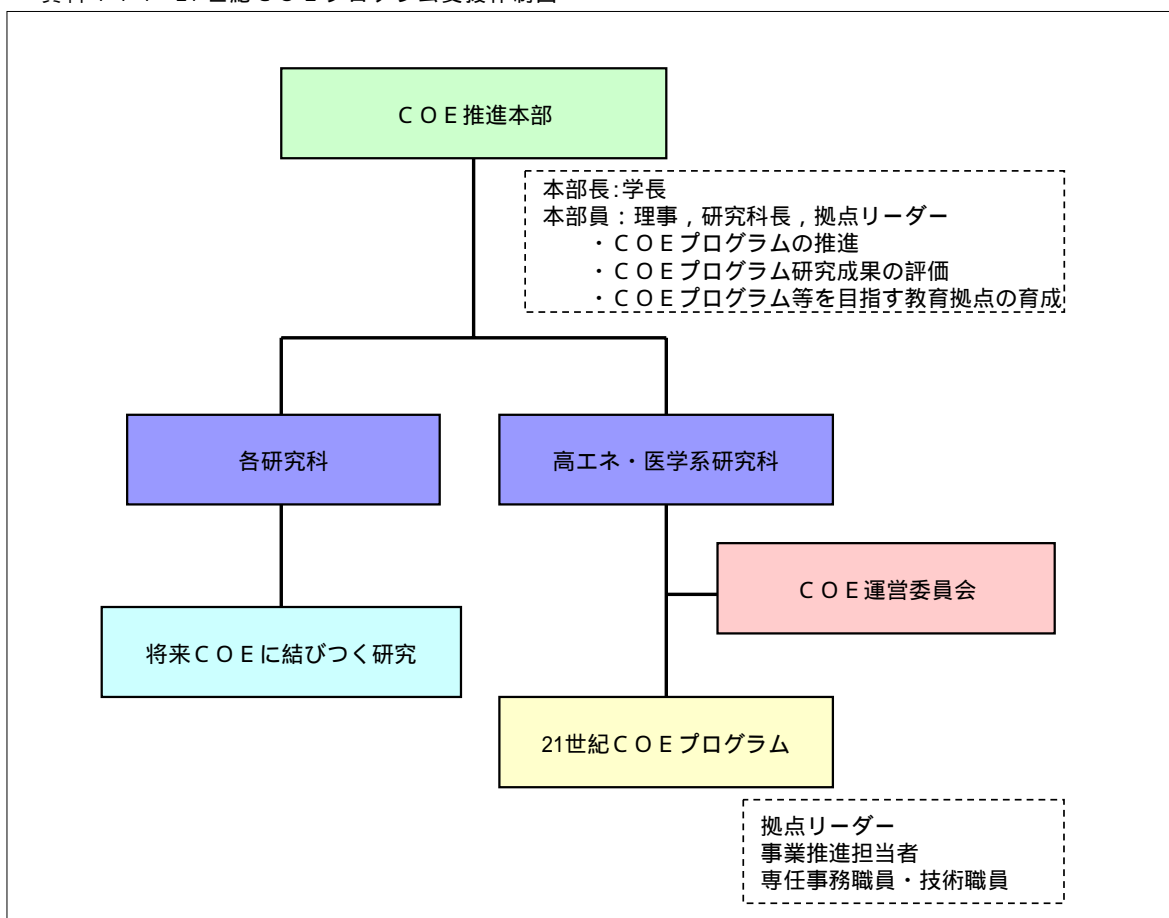 ＣＯＥ推進本部
本部長:学長
本部員：理事，研究科長，拠点リーダー
・ＣＯＥプログラムの推進
・ＣＯＥプログラム研究成果の評価
・ＣＯＥプログラム等を目指す教育拠点の育成
各研究科
高エネ・医学系研究科
ＣＯＥ運営委員会
将来ＣＯＥに結びつく研究
21世紀ＣＯＥプログラム
拠点リーダー
事業推進担当者
専任事務職員・技術職員